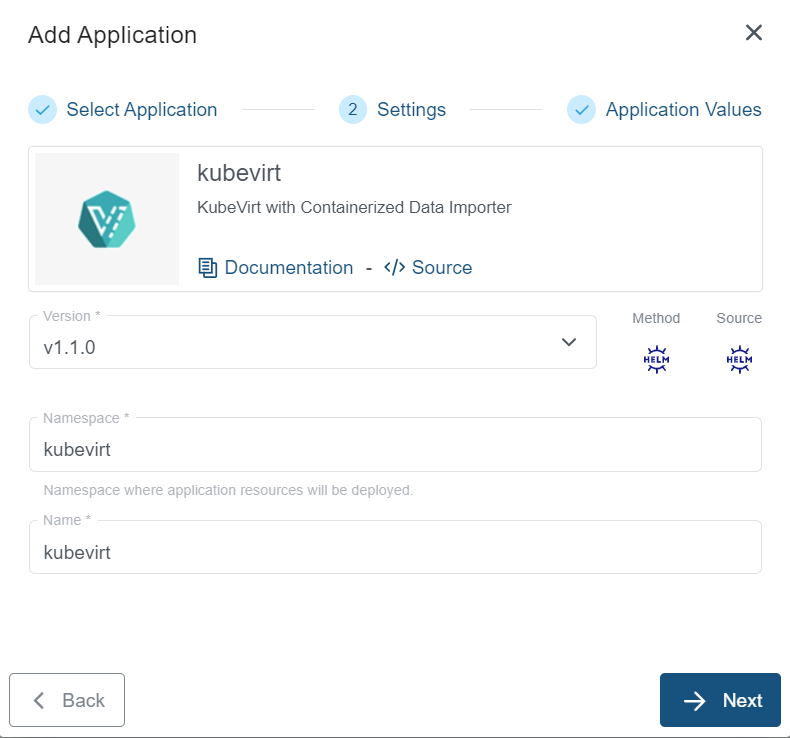 Add Application
Select Application
2 Settings
Application Values
kubevirt
KubeVirt with Containerized Data Importer
Documentation - </> Source
Version *
v1.1.0
Method
Source
HELM
HELM
Namespace *
kubevirt
Namespace where application resources will be deployed.
Name *
kubevirt
Back
Next